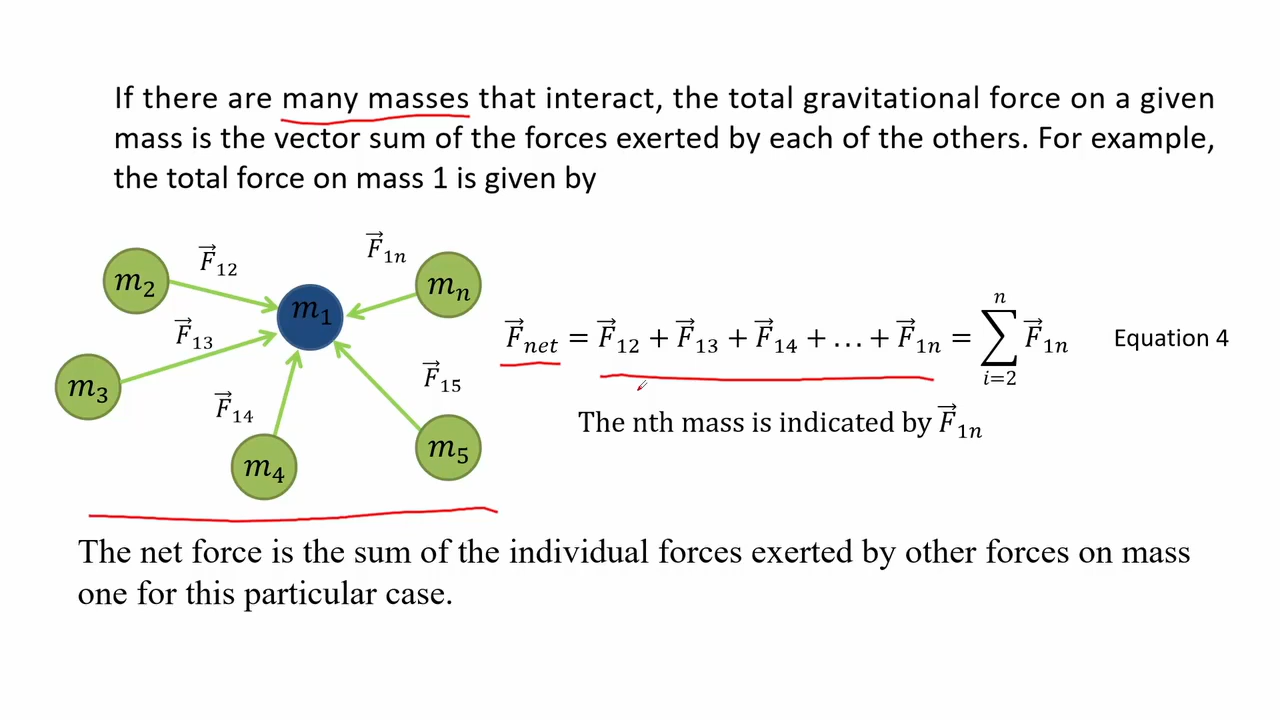 If there are many masses that interact, the total gravitational force on a given
mass is the vector sum of the forces exerted by each of the others. For example,
the total force on mass 1 is given by
m₂
F⃗₁₂
m₁
F⃗₁ₙ
mₙ
F⃗₁₃
m₃
F⃗₁₄
m₄
F⃗₁₅
m₅
F⃗ₙₑₜ = F⃗₁₂ + F⃗₁₃ + F⃗₁₄ + … + F⃗₁ₙ = ∑ᵢ₌₂ⁿ F⃗₁ₙ Equation 4
The nth mass is indicated by F⃗₁ₙ
The net force is the sum of the individual forces exerted by other forces on mass
one for this particular case.